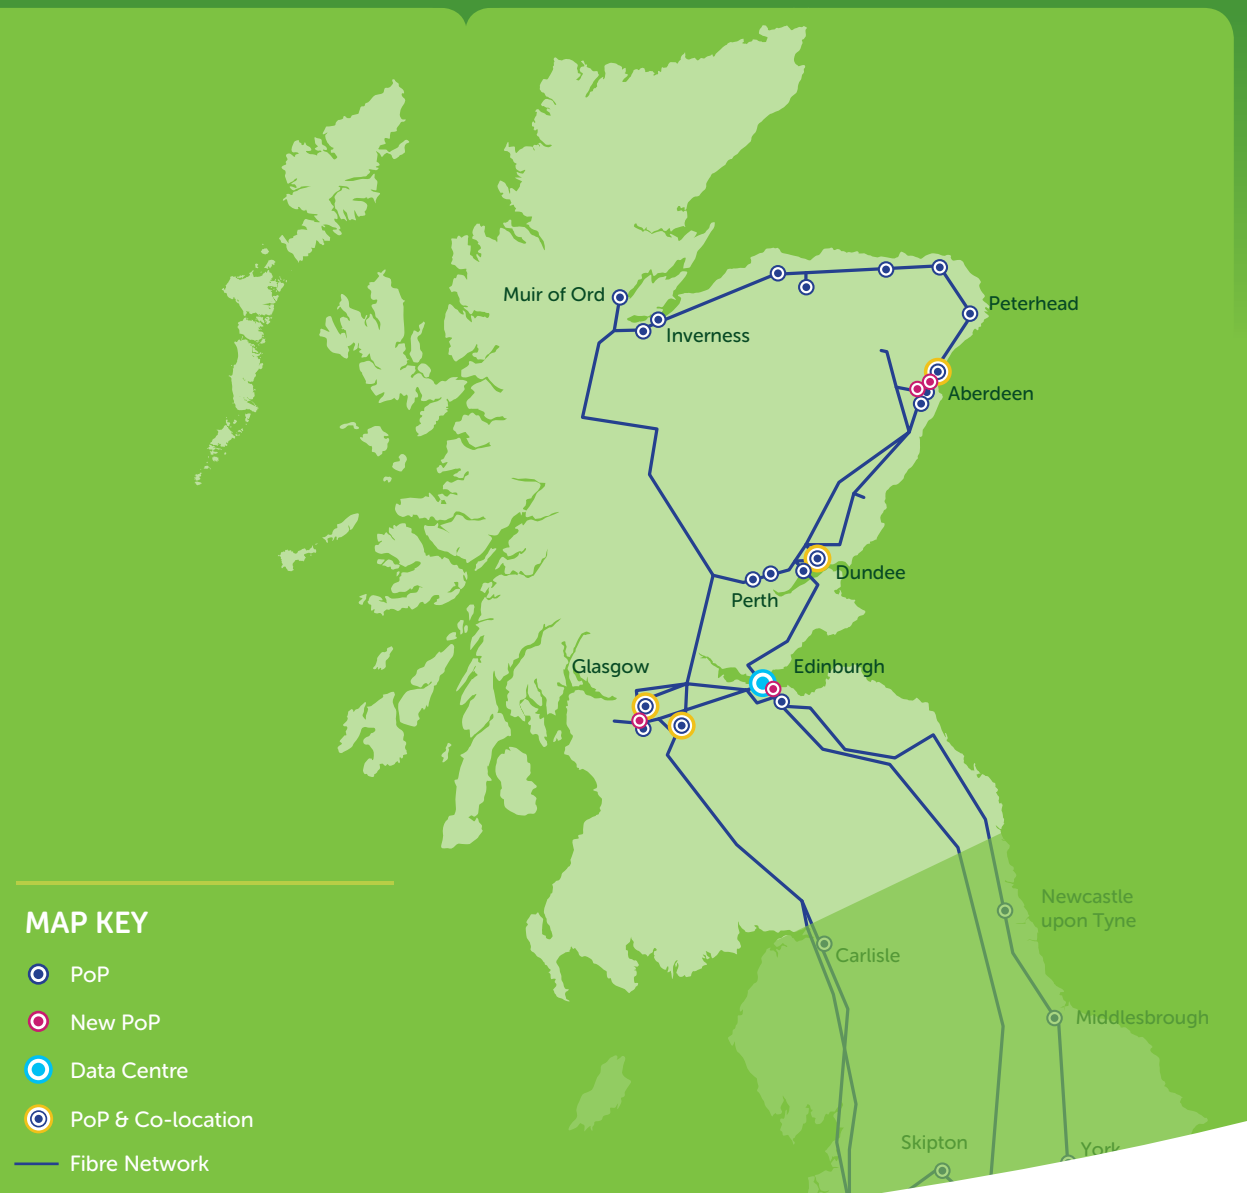 Muir of Ord
Inverness
Peterhead
Aberdeen
Dundee
Perth
Glasgow
Edinburgh
Newcastle
upon Tyne
Carlisle
Middlesbrough
Skipton
York
MAP KEY
PoP
New PoP
Data Centre
PoP & Co-location
Fibre Network